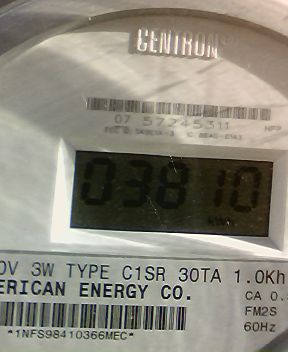 CENTRON
07 57245311
03810
kWh
0V 3W TYPE C1SR 30TA 1.0Kh
ERICAN ENERGY CO.
CA 0.
FM2S
*1NFS98410366MEC*
60Hz